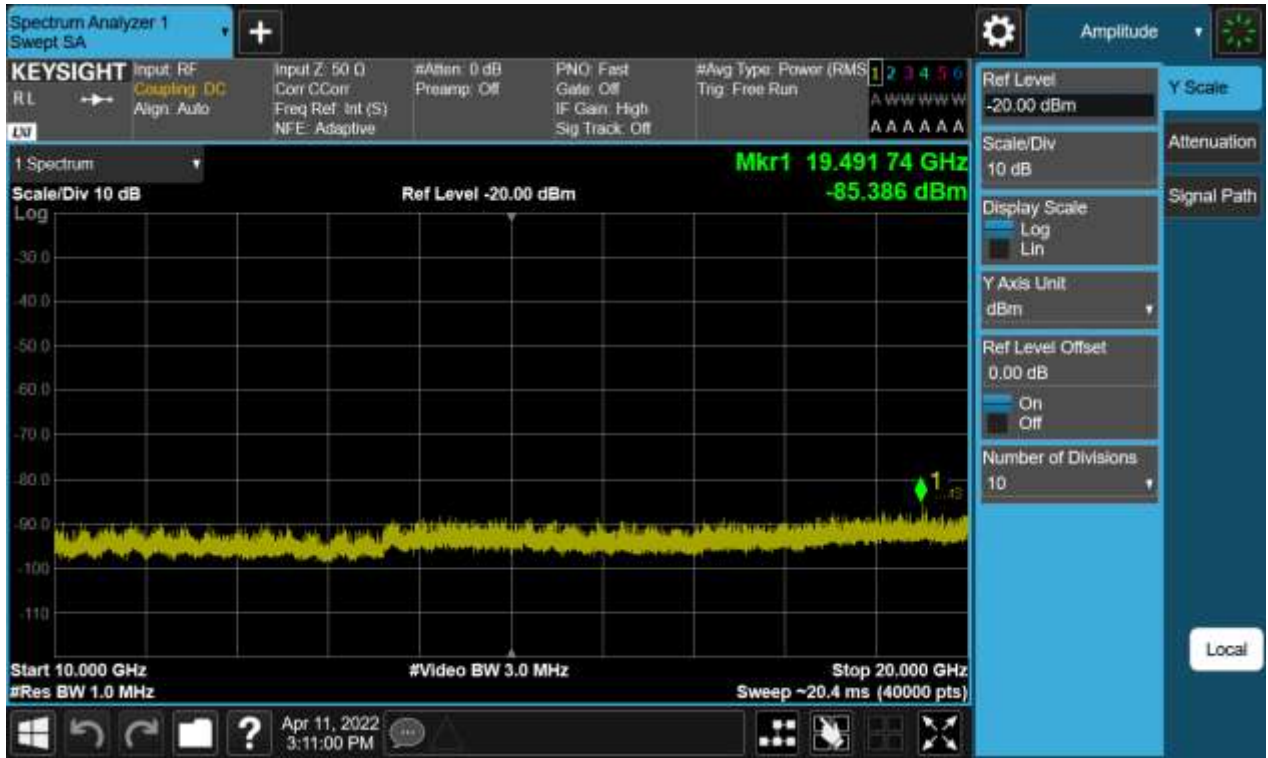 Spectrum Analyzer 1
Swept SA
Amplitude
KEYSIGHT
RL
LXI
Input: RF
Coupling: DC
Align: Auto
Input Z: 50 Ω
Corr CCorr
Freq Ref: Int (S)
NFE: Adaptive
#Atten: 0 dB
Preamp: Off
PNO: Fast
Gate: Off
IF Gain: High
Sig Track: Off
#Avg Type: Power (RMS
Trig: Free Run
1 2 3 4 5 6
A W W W W W
A A A A A A
1 Spectrum
Mkr1 19.491 74 GHz
-85.386 dBm
Scale/Div 10 dB
Ref Level -20.00 dBm
Log
-30.0
-40.0
-50.0
-60.0
-70.0
-80.0
-90.0
-100
-110
1
Start 10.000 GHz
#Video BW 3.0 MHz
Stop 20.000 GHz
#Res BW 1.0 MHz
Sweep ~20.4 ms (40000 pts)
Ref Level
-20.00 dBm
Scale/Div
10 dB
Display Scale
Log
Lin
Y Axis Unit
dBm
Ref Level Offset
0.00 dB
On
Off
Number of Divisions
10
Y Scale
Attenuation
Signal Path
Local
?
Apr 11, 2022
3:11:00 PM